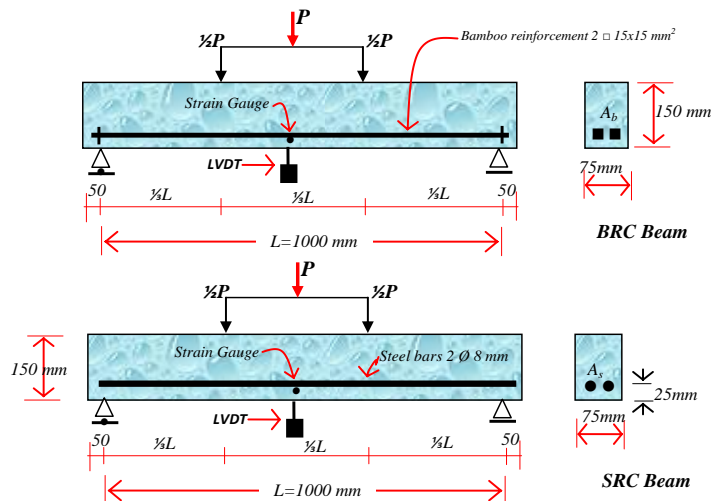 P
½P ½P
Bamboo reinforcement 2 □ 15x15 mm²
Strain Gauge
A_b
150 mm
LVDT
75mm
50 ⅓L ⅓L ⅓L 50
BRC Beam
L=1000 mm
P
½P ½P
150 mm
Strain Gauge
Steel bars 2 Ø 8 mm
A_s
25mm
LVDT
75mm
50 ⅓L ⅓L ⅓L 50
L=1000 mm
SRC Beam